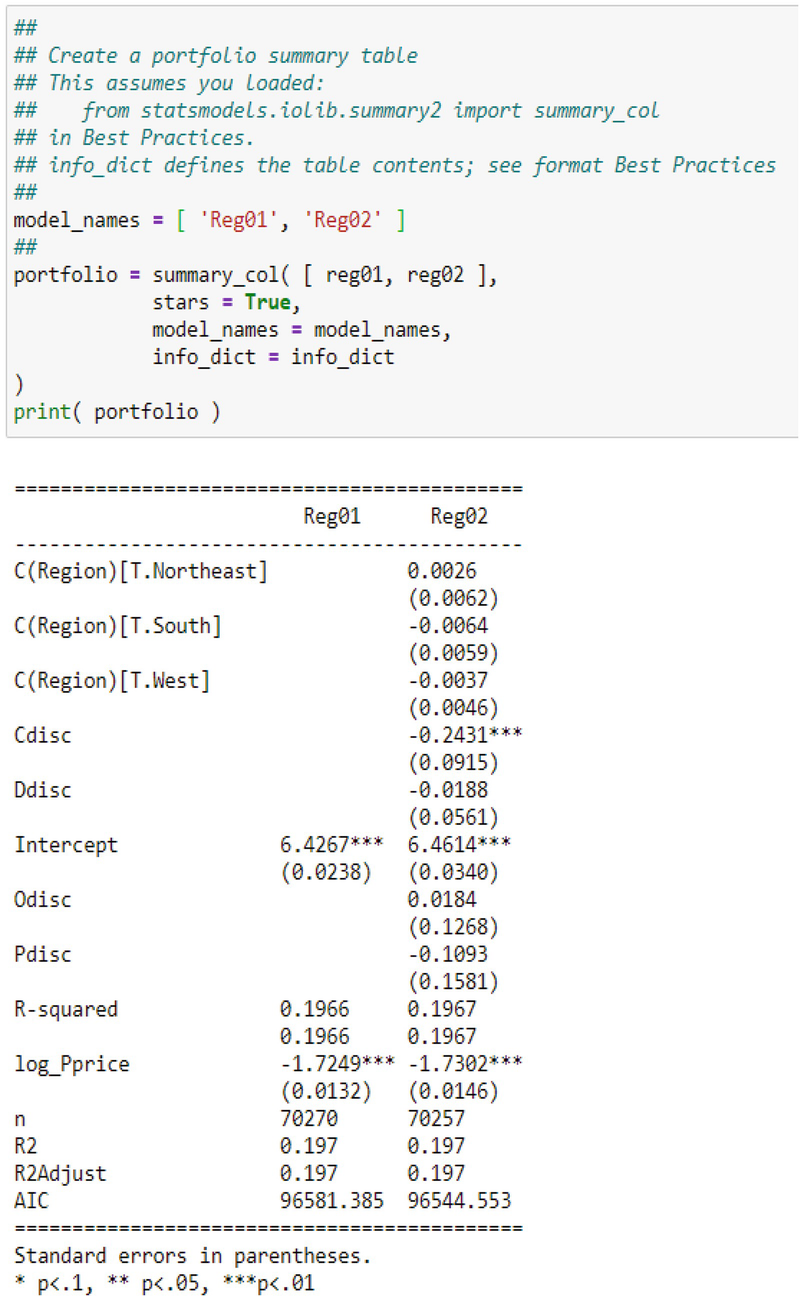 ##
## Create a portfolio summary table
## This assumes you loaded:
##    from statsmodels.iolib.summary2 import summary_col
## in Best Practices.
## info_dict defines the table contents; see format Best Practices
##
model_names = [ 'Reg01', 'Reg02' ]
##
portfolio = summary_col( [ reg01, reg02 ],
            stars = True,
            model_names = model_names,
            info_dict = info_dict
)
print( portfolio )
============================================
                         Reg01      Reg02
--------------------------------------------
C(Region)[T.Northeast]            0.0026
                                  (0.0062)
C(Region)[T.South]                -0.0064
                                  (0.0059)
C(Region)[T.West]                 -0.0037
                                  (0.0046)
Cdisc                             -0.2431***
                                  (0.0915)
Ddisc                             -0.0188
                                  (0.0561)
Intercept              6.4267***  6.4614***
                       (0.0238)   (0.0340)
Odisc                             0.0184
                                  (0.1268)
Pdisc                             -0.1093
                                  (0.1581)
R-squared              0.1966     0.1967
                       0.1966     0.1967
log_Pprice             -1.7249*** -1.7302***
                       (0.0132)   (0.0146)
n                      70270      70257
R2                     0.197      0.197
R2Adjust               0.197      0.197
AIC                    96581.385  96544.553
============================================
Standard errors in parentheses.
* p<.1, ** p<.05, ***p<.01